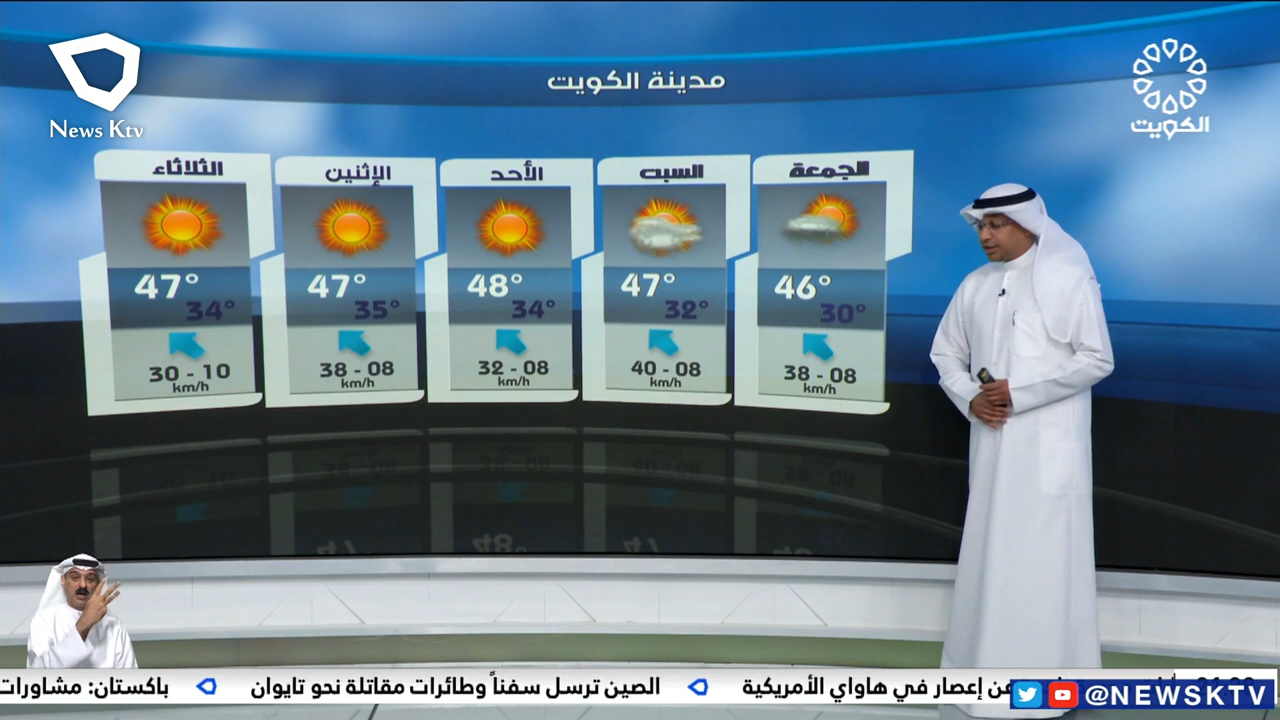 News Ktv
الكويت
مدينة الكويت
الجمعة
46°
30°
38 - 08
km/h
السبت
47°
32°
40 - 08
km/h
الأحد
48°
34°
32 - 08
km/h
الإثنين
47°
35°
38 - 08
km/h
الثلاثاء
47°
34°
30 - 10
km/h
عن إعصار في هاواي الأمريكية
الصين ترسل سفناً وطائرات مقاتلة نحو تايوان
باكستان: مشاورات
@NEWSKTV